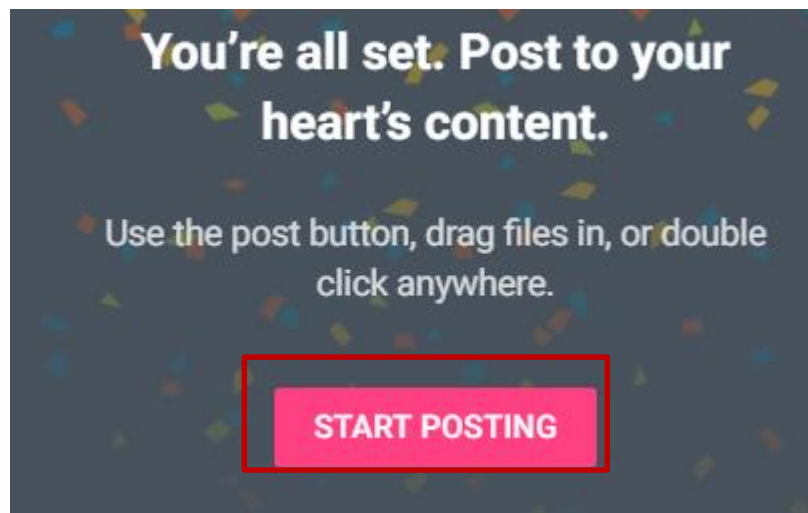 You’re all set. Post to your
heart’s content.
Use the post button, drag files in, or double
click anywhere.
START POSTING